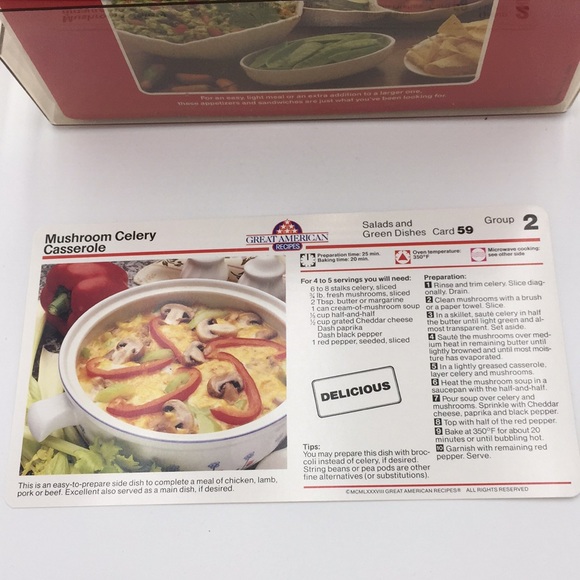 For an easy, light meal or an extra addition to a larger one,
these appetizers and sandwiches are just what you've been looking for.
Mushroom Celery
Casserole
GREAT AMERICAN
RECIPES
Salads and
Green Dishes Card 59
Group 2
Preparation time: 25 min.
Baking time: 20 min.
Oven temperature:
350°F
Microwave cooking:
see other side
For 4 to 5 servings you will need:
6 to 8 stalks celery, sliced
¾ lb. fresh mushrooms, sliced
2 Tbsp. butter or margarine
1 can cream-of-mushroom soup
½ cup half-and-half
½ cup grated Cheddar cheese
Dash paprika
Dash black pepper
1 red pepper, seeded, sliced
DELICIOUS
Tips:
You may prepare this dish with broc-
coli instead of celery, if desired.
String beans or pea pods are other
fine alternatives (or substitutions).
Preparation:
1 Rinse and trim celery. Slice diag-
onally. Drain.
2 Clean mushrooms with a brush
or a paper towel. Slice
3 In a skillet, saute celery in half
the butter until light green and al-
most transparent. Set aside.
4 Saute the mushrooms over med-
ium heat in remaining butter until
lightly browned and until most mois-
ture has evaporated.
5 In a lightly greased casserole,
layer celery and mushrooms.
6 Heat the mushroom soup in a
saucepan with the half-and-half.
7 Pour soup over celery and
mushrooms. Sprinkle with Cheddar
cheese, paprika and black pepper.
8 Top with half of the red pepper.
9 Bake at 350°F for about 20
minutes or until bubbling hot.
10 Garnish with remaining red
pepper. Serve.
This is an easy-to-prepare side dish to complete a meal of chicken, lamb,
pork or beef. Excellent also served as a main dish, if desired.
©MCMLXXXVIII GREAT AMERICAN RECIPES® ALL RIGHTS RESERVED